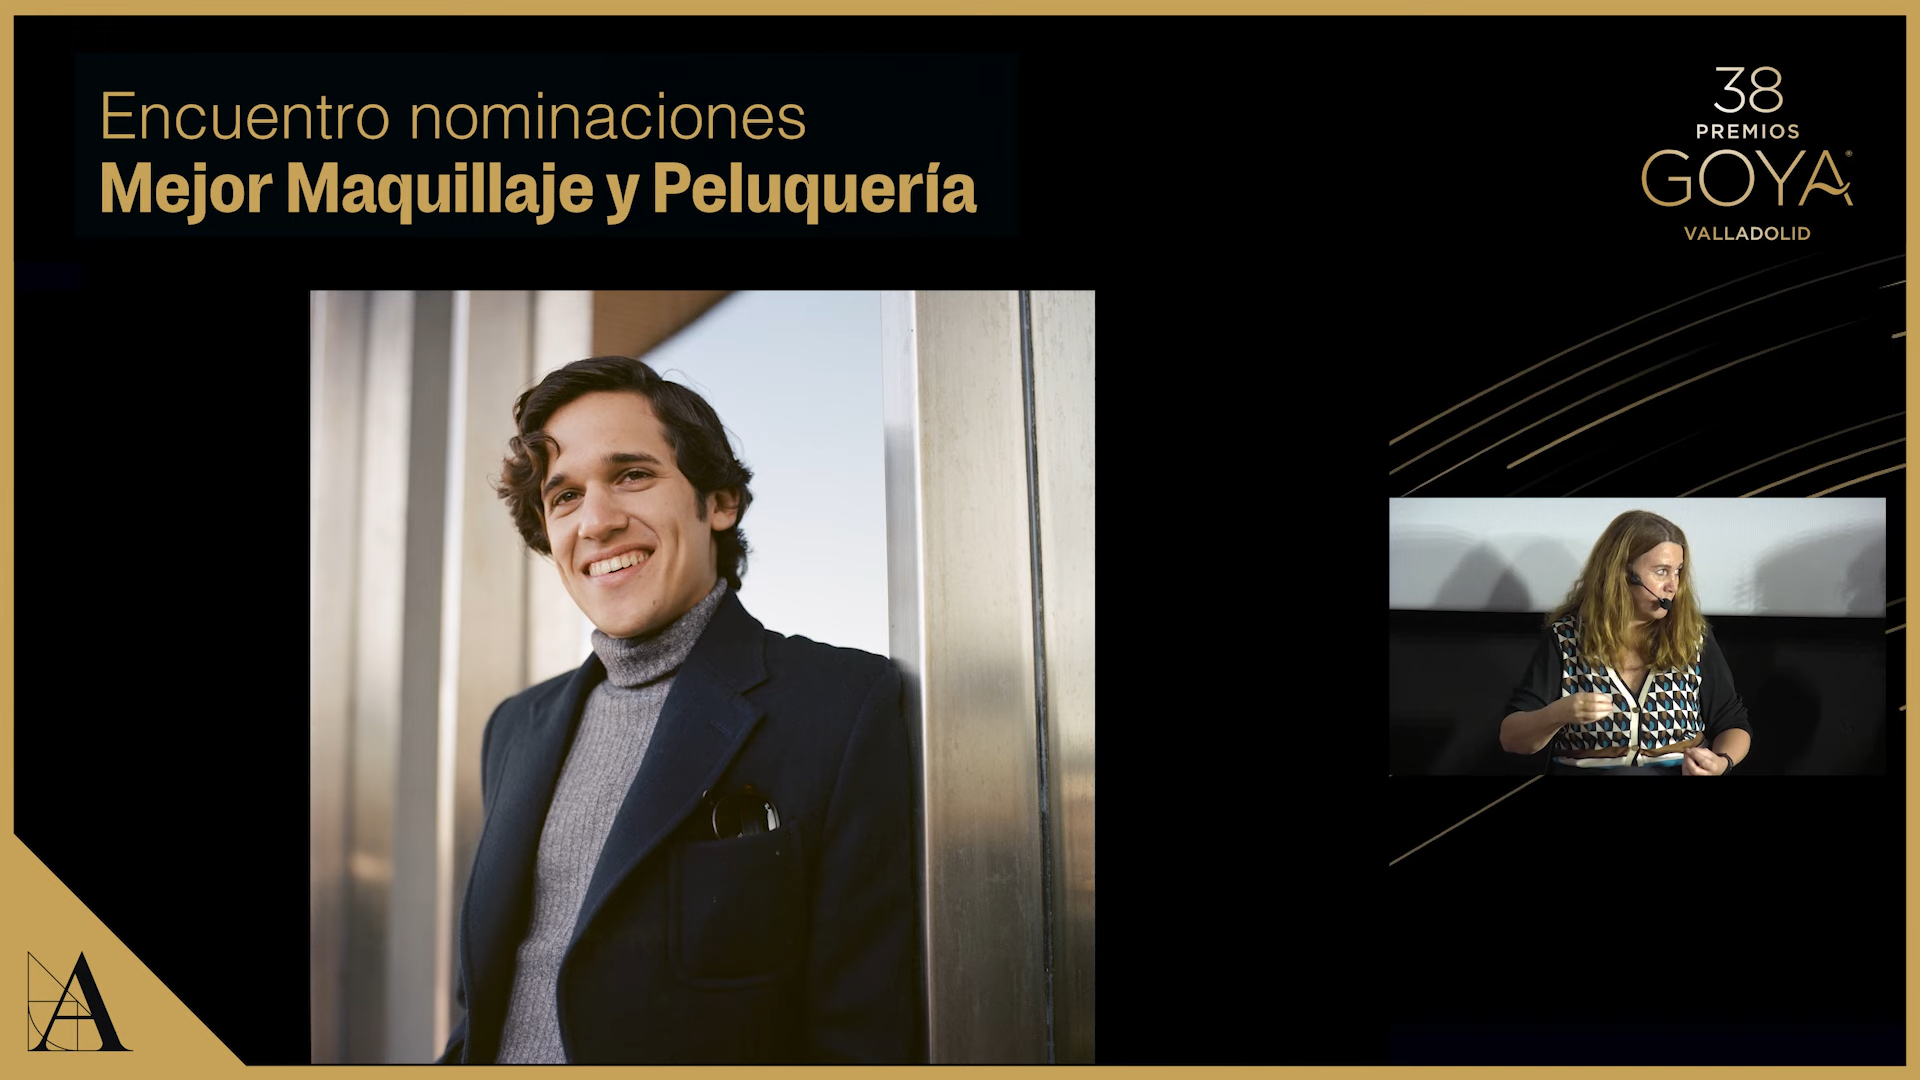 Encuentro nominaciones
Mejor Maquillaje y Peluquería
38
PREMIOS
GOYA
VALLADOLID
A